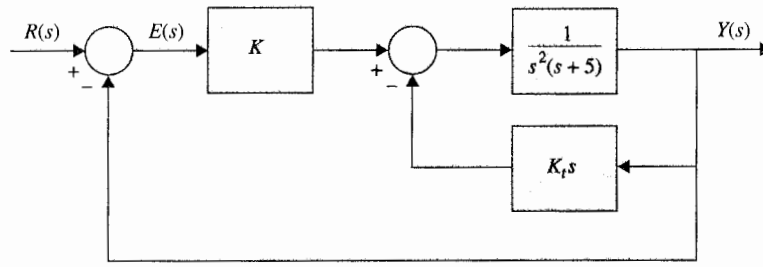 R(s)
E(s)
K
1
s²(s + 5)
Y(s)
+
−
+
−
Kₜs